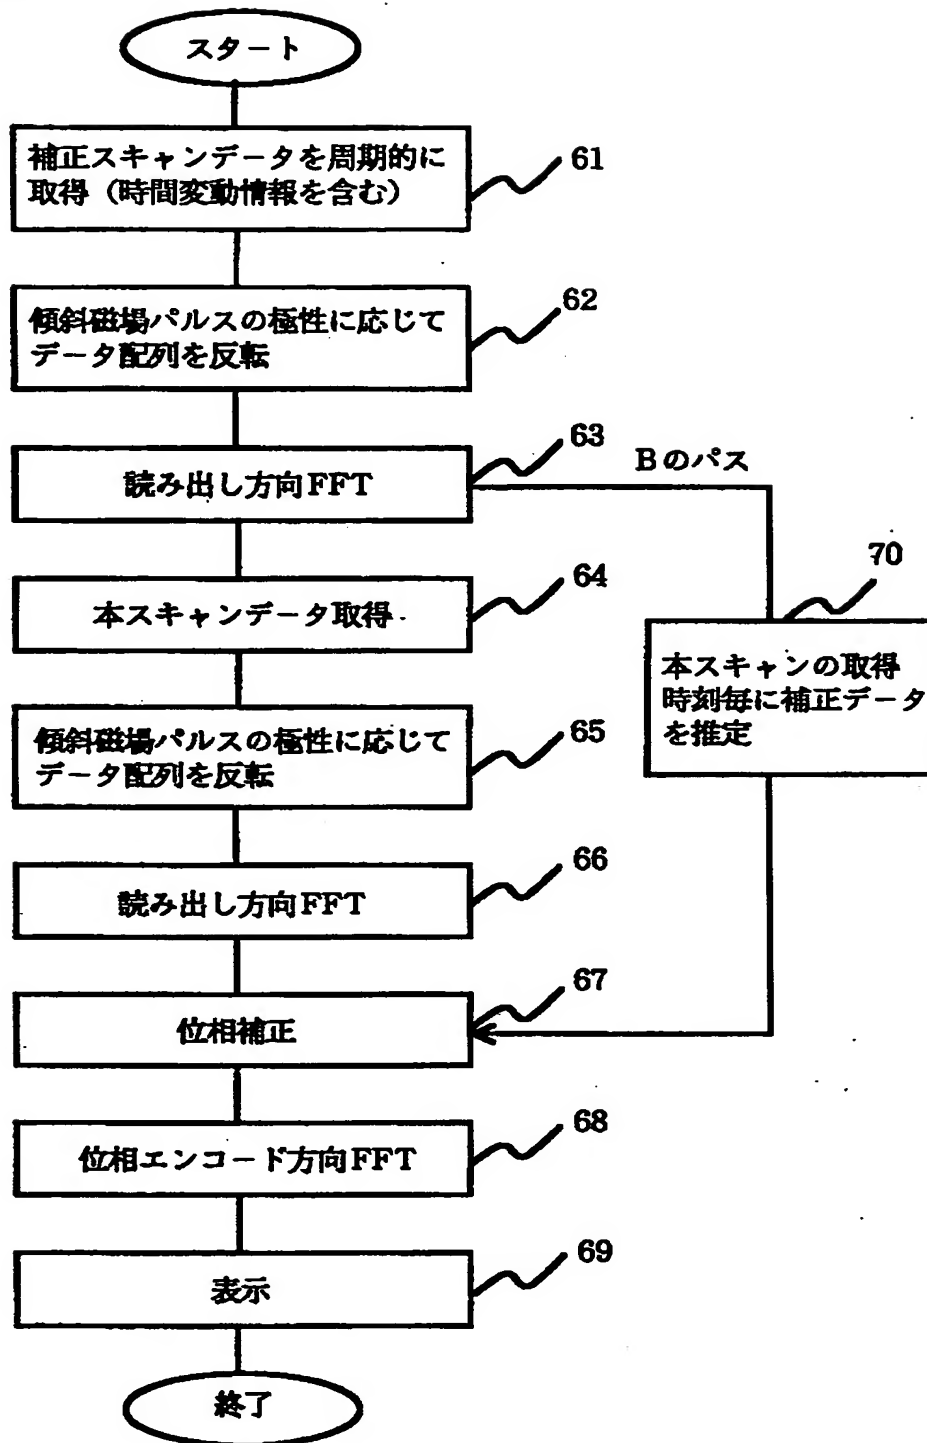 スタート
補正スキャンデータを周期的に
取得（時間変動情報を含む）
61
傾斜磁場パルスの極性に応じて
データ配列を反転
62
読み出し方向FFT
63
Bのパス
本スキャンデータ取得
64
70
本スキャンの取得
時刻毎に補正データ
を推定
傾斜磁場パルスの極性に応じて
データ配列を反転
65
読み出し方向FFT
66
位相補正
67
位相エンコード方向FFT
68
表示
69
終了